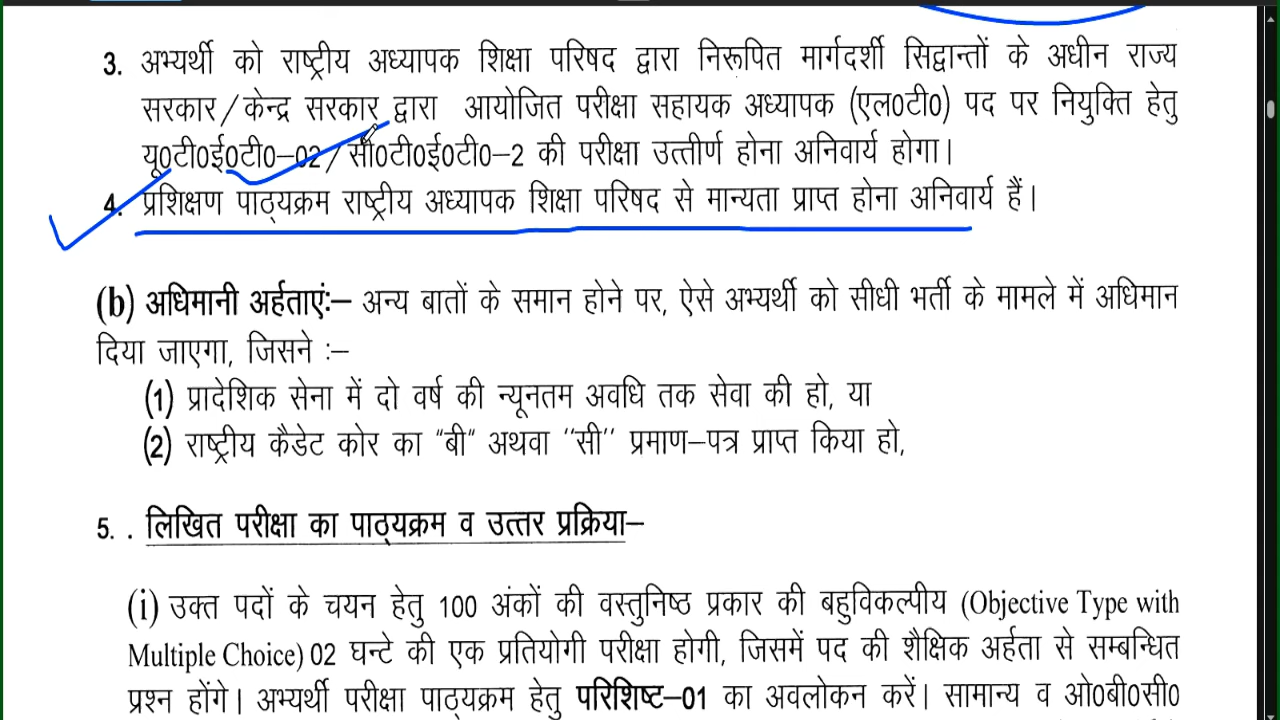 3. अभ्यर्थी को राष्ट्रीय अध्यापक शिक्षा परिषद द्वारा निरूपित मार्गदर्शी सिद्वान्तों के अधीन राज्य
सरकार/केन्द्र सरकार द्वारा आयोजित परीक्षा सहायक अध्यापक (एल0टी0) पद पर नियुक्ति हेतु
यू0टी0ई0टी0–02/सी0टी0ई0टी0–2 की परीक्षा उत्तीर्ण होना अनिवार्य होगा।
4. प्रशिक्षण पाठ्यक्रम राष्ट्रीय अध्यापक शिक्षा परिषद से मान्यता प्राप्त होना अनिवार्य हैं।
(b) अधिमानी अर्हताएंः– अन्य बातों के समान होने पर, ऐसे अभ्यर्थी को सीधी भर्ती के मामले में अधिमान
दिया जाएगा, जिसने :–
(1) प्रादेशिक सेना में दो वर्ष की न्यूनतम अवधि तक सेवा की हो, या
(2) राष्ट्रीय कैडेट कोर का "बी" अथवा ''सी'' प्रमाण–पत्र प्राप्त किया हो,
5. . लिखित परीक्षा का पाठ्यक्रम व उत्तर प्रक्रिया–
(i) उक्त पदों के चयन हेतु 100 अंकों की वस्तुनिष्ठ प्रकार की बहुविकल्पीय (Objective Type with
Multiple Choice) 02 घन्टे की एक प्रतियोगी परीक्षा होगी, जिसमें पद की शैक्षिक अर्हता से सम्बन्धित
प्रश्न होंगे। अभ्यर्थी परीक्षा पाठ्यक्रम हेतु परिशिष्ट–01 का अवलोकन करें। सामान्य व ओ0बी0सी0